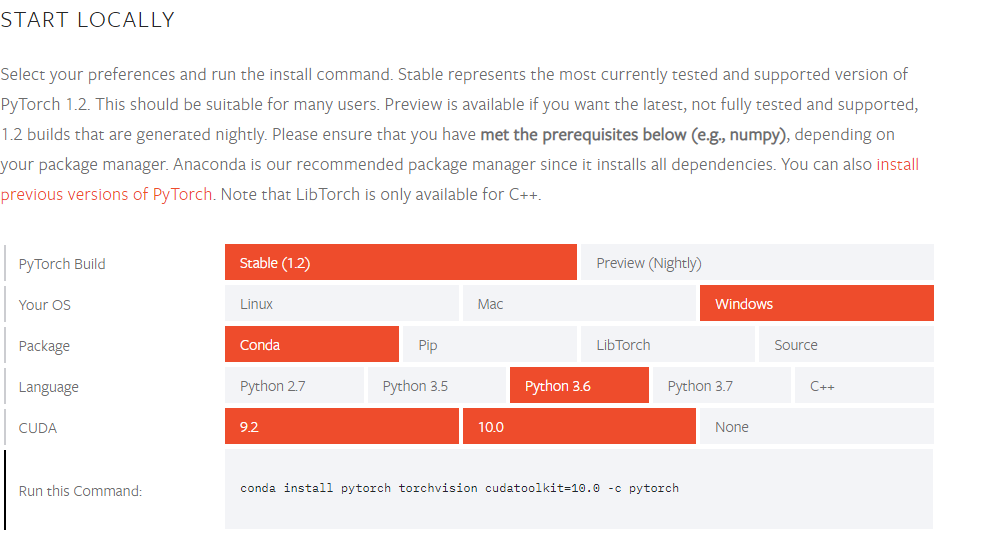 START LOCALLY
Select your preferences and run the install command. Stable represents the most currently tested and supported version of
PyTorch 1.2. This should be suitable for many users. Preview is available if you want the latest, not fully tested and supported,
1.2 builds that are generated nightly. Please ensure that you have met the prerequisites below (e.g., numpy), depending on
your package manager. Anaconda is our recommended package manager since it installs all dependencies. You can also install
previous versions of PyTorch. Note that LibTorch is only available for C++.
PyTorch Build Stable (1.2) Preview (Nightly)
Your OS Linux Mac Windows
Package Conda Pip LibTorch Source
Language Python 2.7 Python 3.5 Python 3.6 Python 3.7 C++
CUDA 9.2 10.0 None
Run this Command: conda install pytorch torchvision cudatoolkit=10.0 -c pytorch